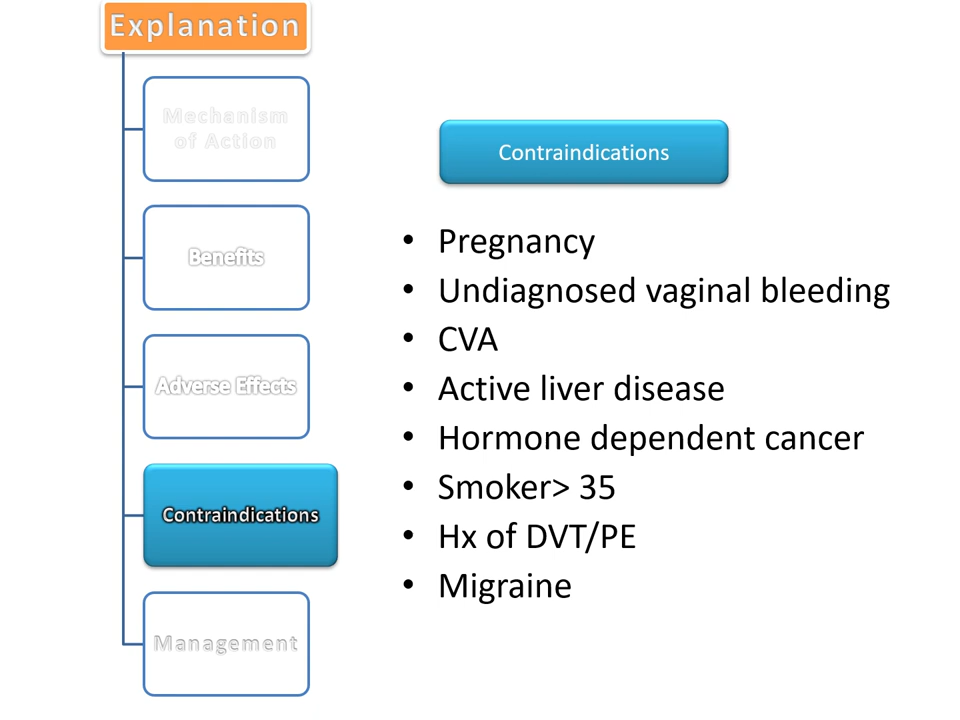 Explanation
Mechanism
of Action
Benefits
Adverse Effects
Contraindications
Management
Contraindications
• Pregnancy
• Undiagnosed vaginal bleeding
• CVA
• Active liver disease
• Hormone dependent cancer
• Smoker> 35
• Hx of DVT/PE
• Migraine